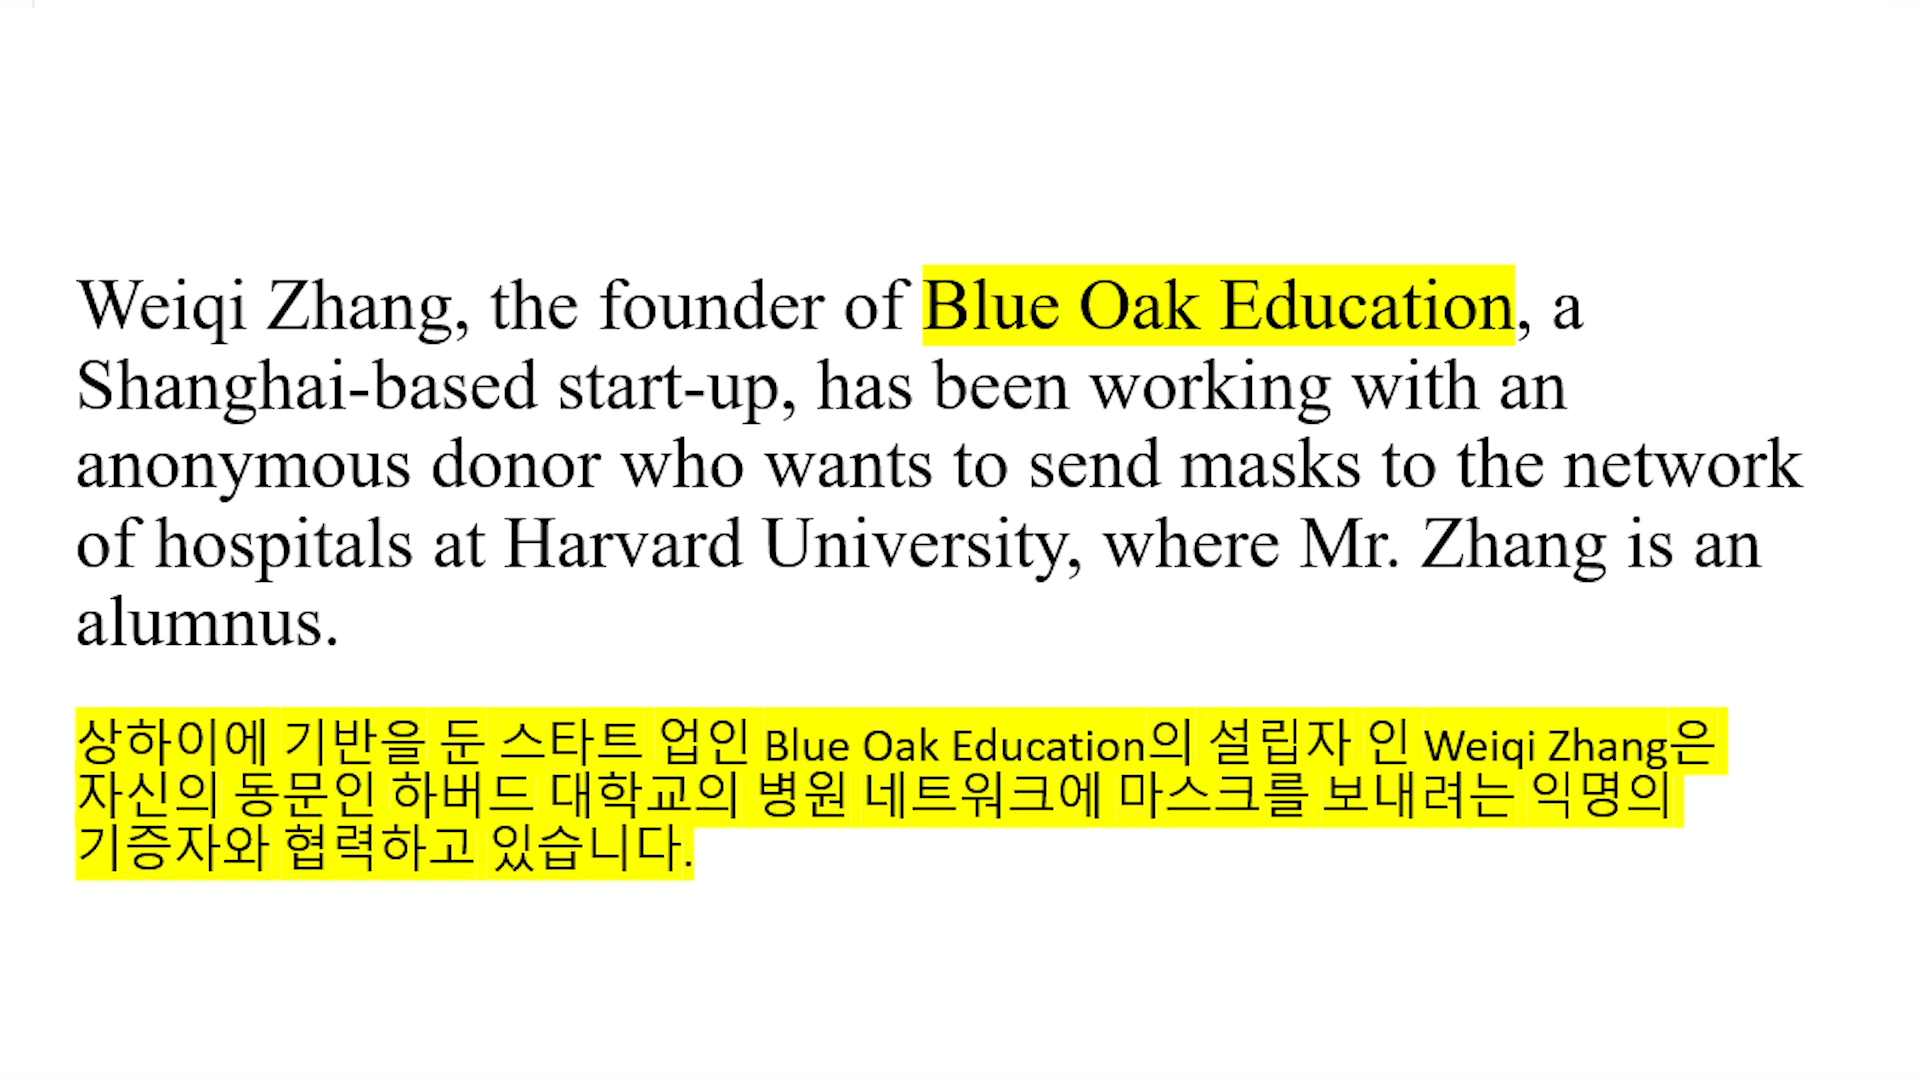 Weiqi Zhang, the founder of Blue Oak Education, a
Shanghai-based start-up, has been working with an
anonymous donor who wants to send masks to the network
of hospitals at Harvard University, where Mr. Zhang is an
alumnus.
상하이에 기반을 둔 스타트 업인 Blue Oak Education의 설립자 인 Weiqi Zhang은
자신의 동문인 하버드 대학교의 병원 네트워크에 마스크를 보내려는 익명의
기증자와 협력하고 있습니다.